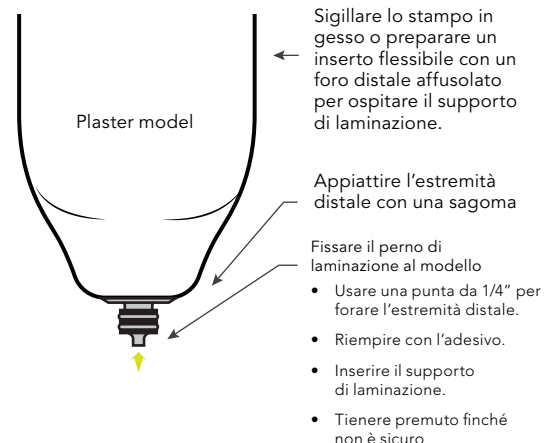 Sigillare lo stampo in
gesso o preparare un
inserto flessibile con un
foro distale affusolato
per ospitare il supporto
di laminazione.
Plaster model
Appiattire l'estremità
distale con una sagoma
Fissare il perno di
laminazione al modello
• Usare una punta da 1/4" per
forare l'estremità distale.
• Riempire con l'adesivo.
• Inserire il supporto
di laminazione.
• Tienere premuto finché
non è sicuro